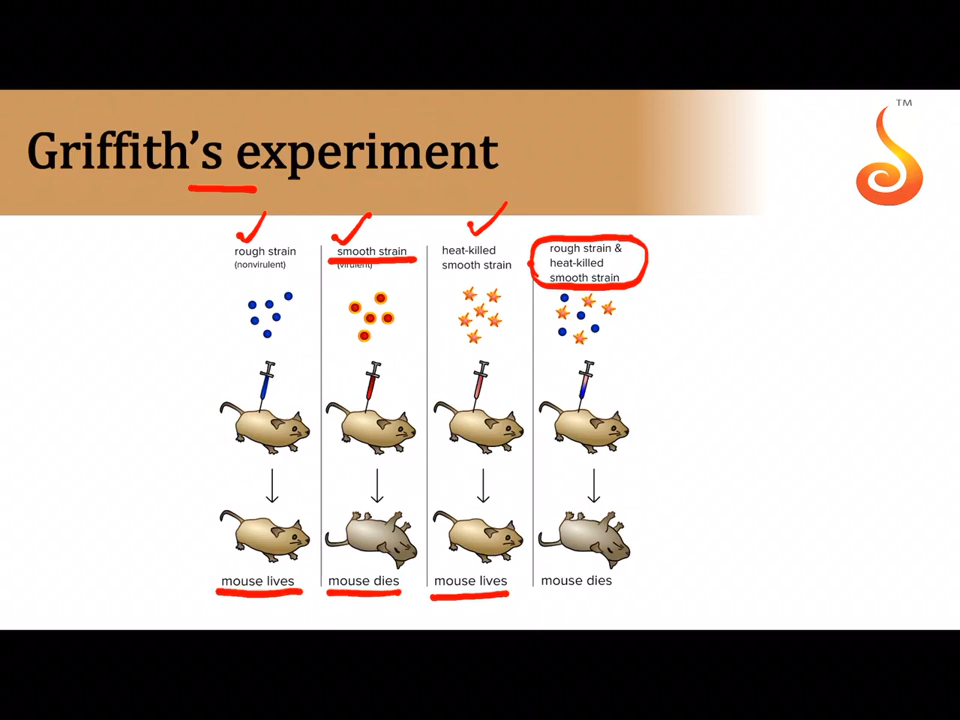 TM
Griffith's experiment
rough strain
(nonvirulent)
smooth strain
(virulent)
heat-killed
smooth strain
rough strain &
heat-killed
smooth strain
mouse lives
mouse dies
mouse lives
mouse dies